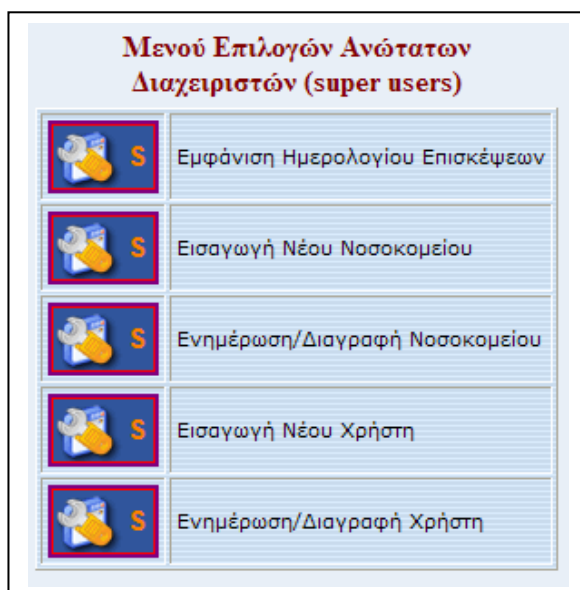 Μενού Επιλογών Ανώτατων
Διαχειριστών (super users)
S Εμφάνιση Ημερολογίου Επισκέψεων
S Εισαγωγή Νέου Νοσοκομείου
S Ενημέρωση/Διαγραφή Νοσοκομείου
S Εισαγωγή Νέου Χρήστη
S Ενημέρωση/Διαγραφή Χρήστη